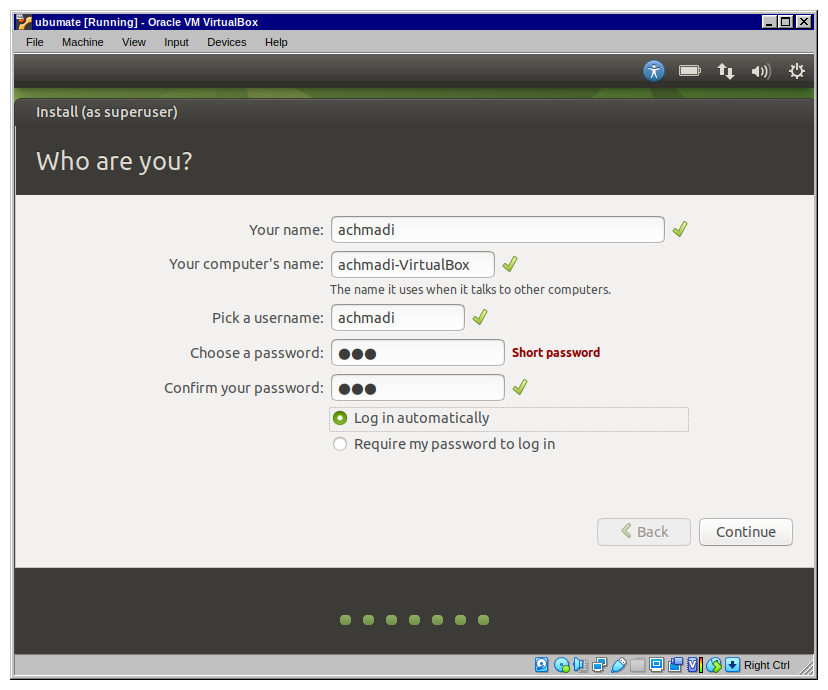 ubumate [Running] - Oracle VM VirtualBox
File Machine View Input Devices Help
Install (as superuser)
Who are you?
Your name: achmadi
Your computer's name: achmadi-VirtualBox
The name it uses when it talks to other computers.
Pick a username: achmadi
Choose a password: ●●● Short password
Confirm your password: ●●●
Log in automatically
Require my password to log in
Back Continue
Right Ctrl